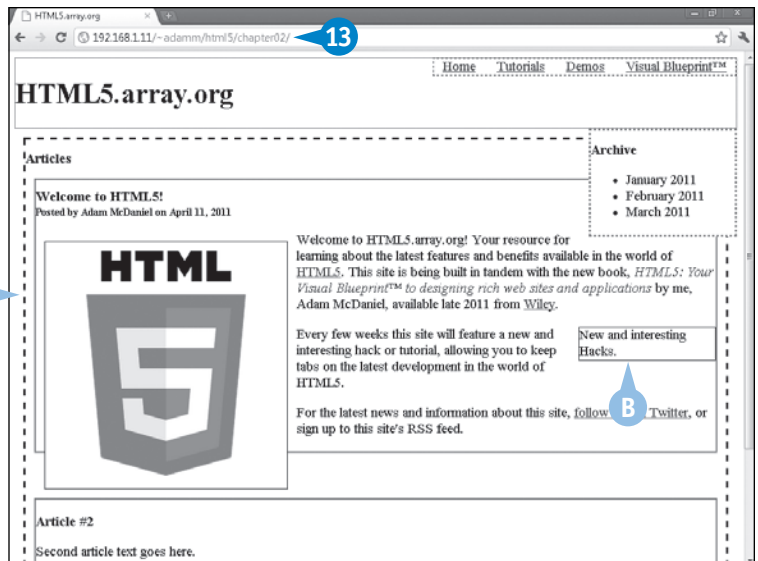 HTML5.array.org
192.168.1.11/~adamm/html5/chapter02/
13
Home Tutorials Demos Visual Blueprint™
HTML5.array.org
Archive
• January 2011
• February 2011
• March 2011
Articles
Welcome to HTML5!
Posted by Adam McDaniel on April 11, 2011
HTML
5
Welcome to HTML5.array.org! Your resource for
learning about the latest features and benefits available in the world of
HTML5. This site is being built in tandem with the new book, HTML5: Your
Visual Blueprint™ to designing rich web sites and applications by me,
Adam McDaniel, available late 2011 from Wiley.
Every few weeks this site will feature a new and
interesting hack or tutorial, allowing you to keep
tabs on the latest development in the world of
HTML5.
New and interesting
Hacks.
B
For the latest news and information about this site, follow Twitter, or
sign up to this site's RSS feed.
Article #2
Second article text goes here.